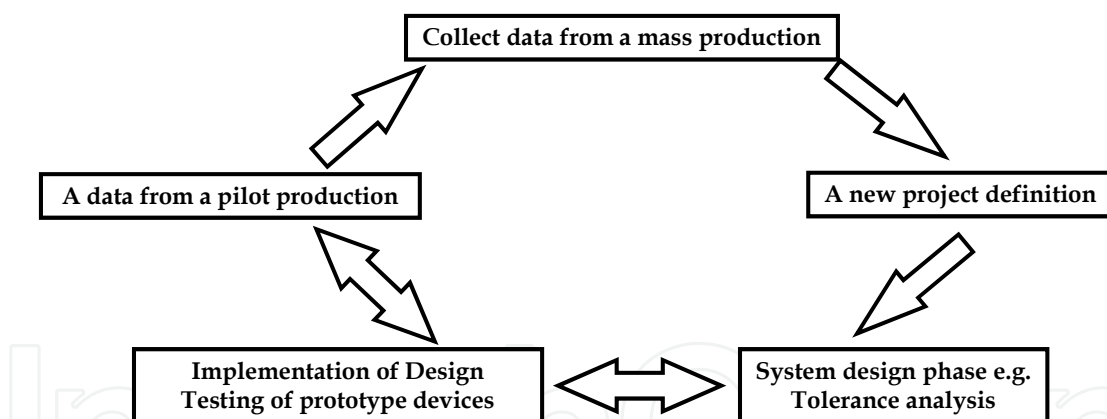 Collect data from a mass production
A data from a pilot production
A new project definition
Implementation of Design
Testing of prototype devices
System design phase e.g.
Tolerance analysis